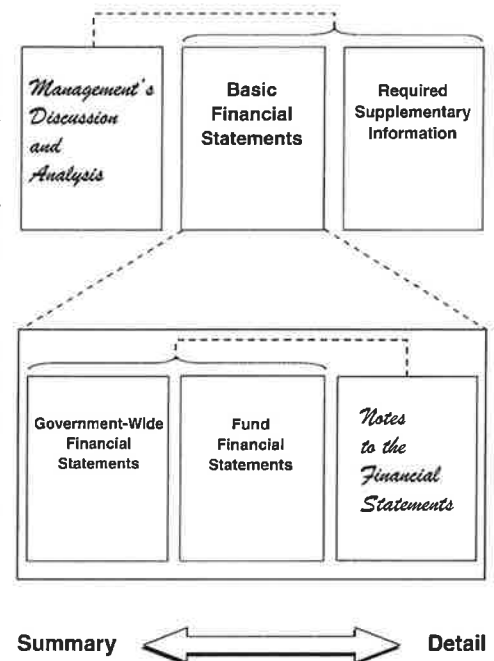 Management's
Discussion
and
Analysis
Basic
Financial
Statements
Required
Supplementary
Information
Government-Wide
Financial
Statements
Fund
Financial
Statements
Notes
to the
Financial
Statements
Summary
Detail